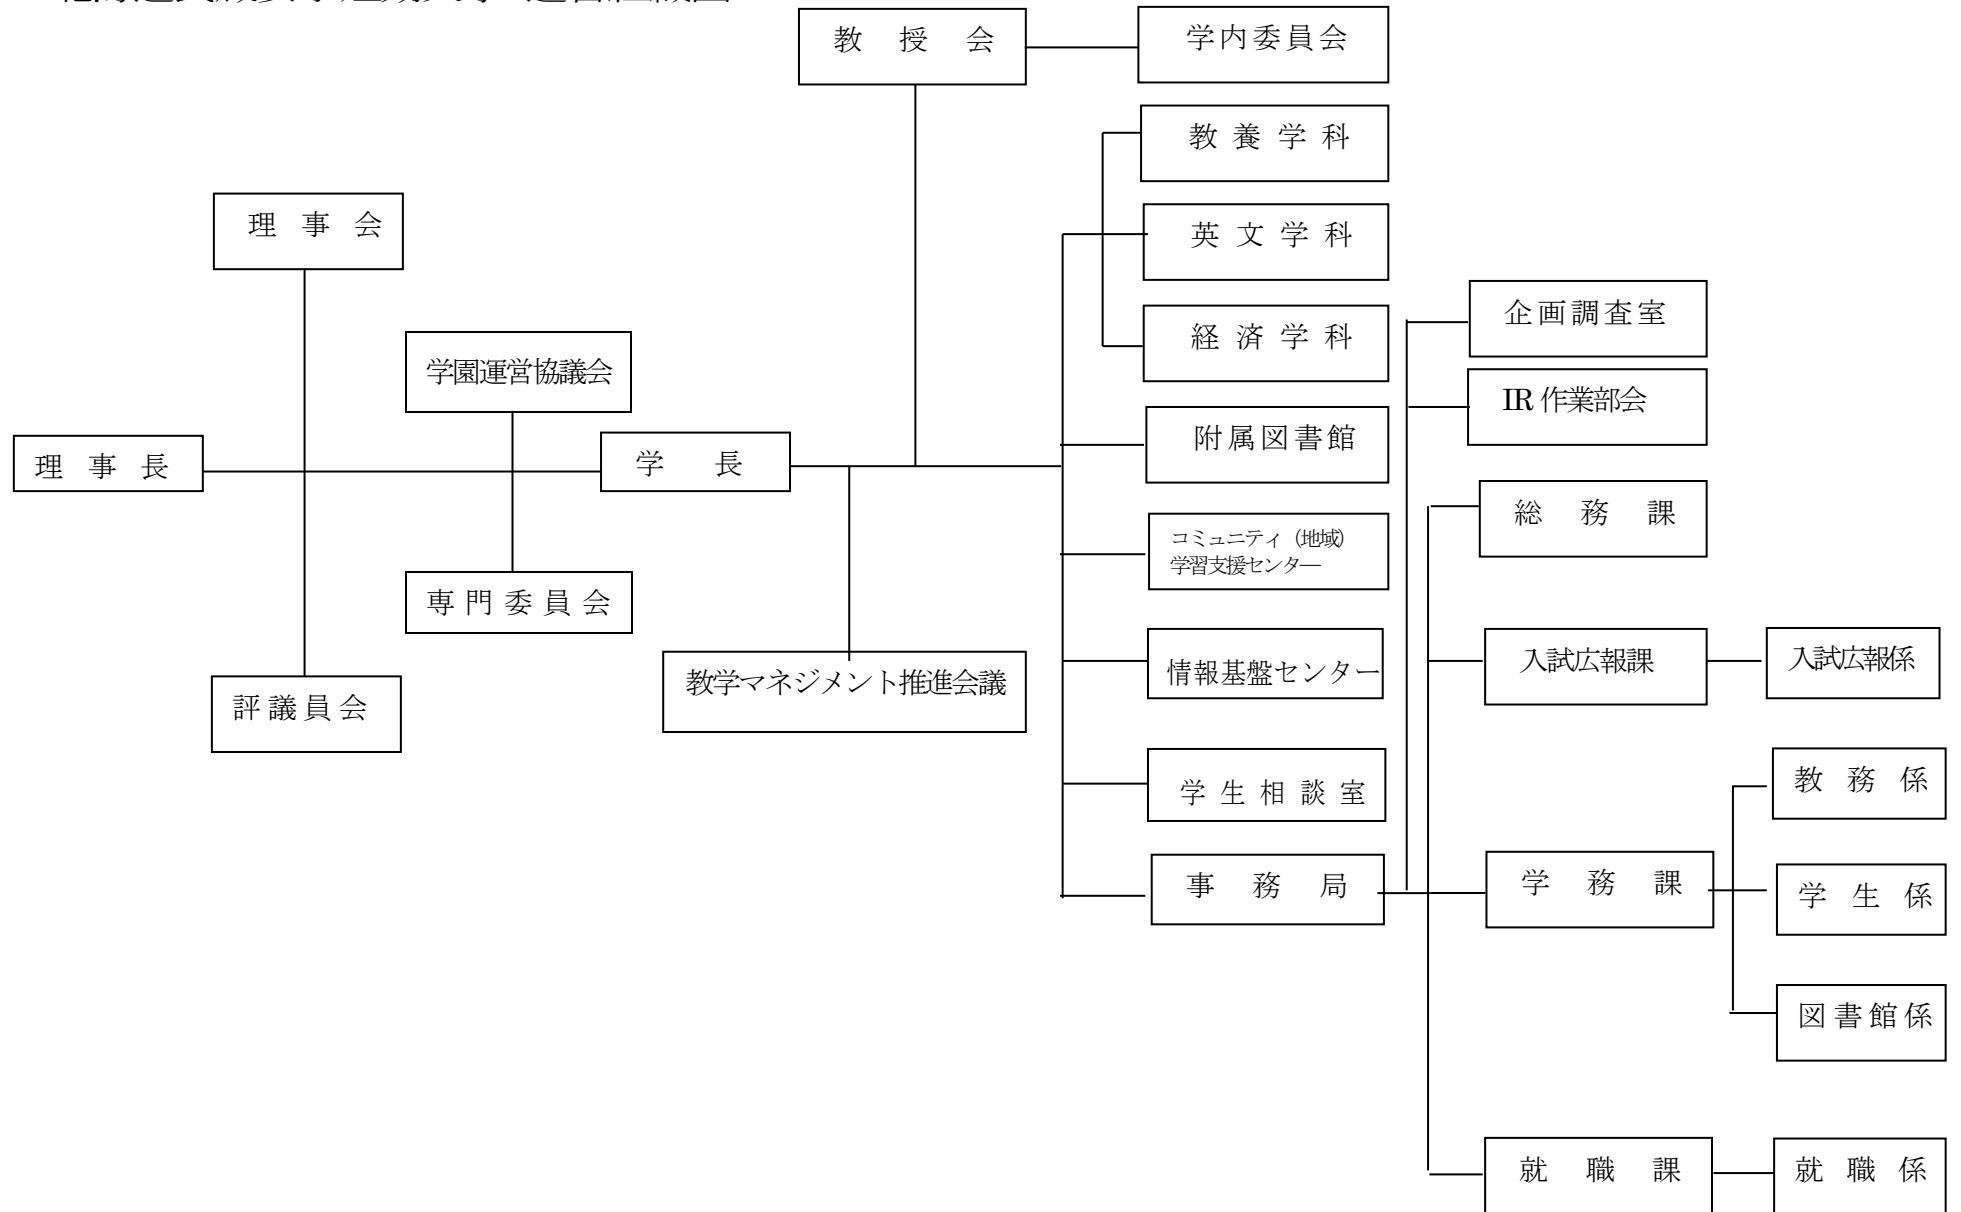 教授会
学内委員会
教養学科
理事会
英文学科
企画調査室
経済学科
学園運営協議会
IR作業部会
附属図書館
理事長
学長
総務課
コミュニティ（地域）
学習支援センター
専門委員会
入試広報課
入試広報係
情報基盤センター
教学マネジメント推進会議
評議員会
教務係
学生相談室
事務局
学務課
学生係
図書館係
就職課
就職係